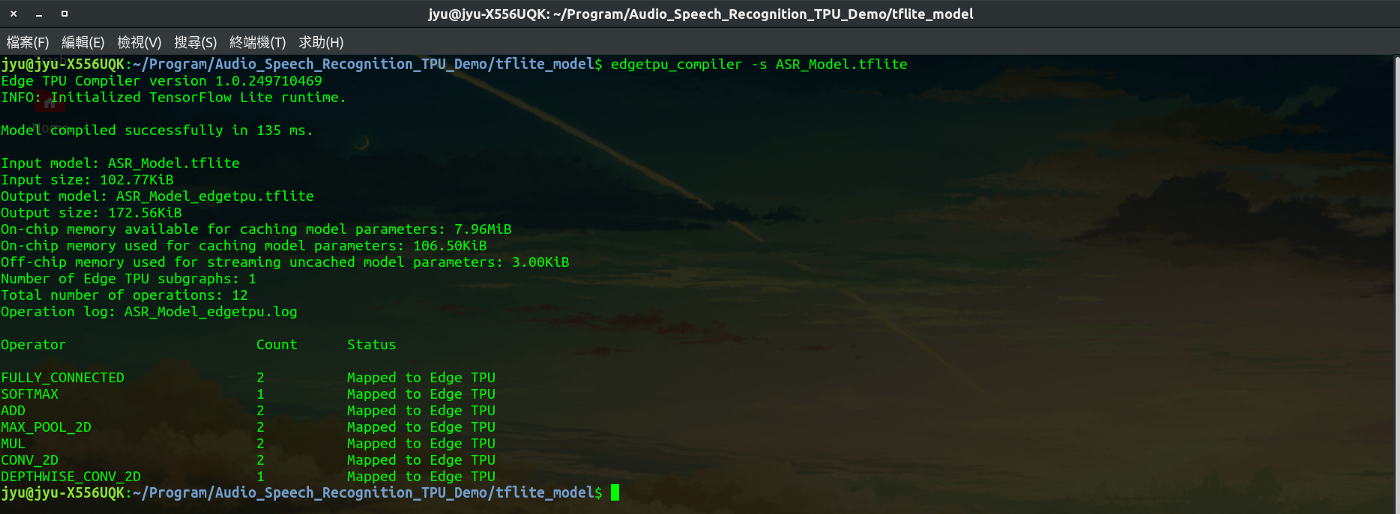 jyu@jyu-X556UQK: ~/Program/Audio_Speech_Recognition_TPU_Demo/tflite_model
檔案(F) 編輯(E) 檢視(V) 搜尋(S) 終端機(T) 求助(H)
jyu@jyu-X556UQK:~/Program/Audio_Speech_Recognition_TPU_Demo/tflite_model$ edgetpu_compiler -s ASR_Model.tflite
Edge TPU Compiler version 1.0.249710469
INFO: Initialized TensorFlow Lite runtime.
Home
Model compiled successfully in 135 ms.
Input model: ASR_Model.tflite
Input size: 102.77KiB
Output model: ASR_Model_edgetpu.tflite
Output size: 172.56KiB
On-chip memory available for caching model parameters: 7.96MiB
On-chip memory used for caching model parameters: 106.50KiB
Off-chip memory used for streaming uncached model parameters: 3.00KiB
Number of Edge TPU subgraphs: 1
Total number of operations: 12
Operation log: ASR_Model_edgetpu.log
Operator Count Status
FULLY_CONNECTED 2 Mapped to Edge TPU
SOFTMAX 1 Mapped to Edge TPU
ADD 2 Mapped to Edge TPU
MAX_POOL_2D 2 Mapped to Edge TPU
MUL 2 Mapped to Edge TPU
CONV_2D 2 Mapped to Edge TPU
DEPTHWISE_CONV_2D 1 Mapped to Edge TPU
jyu@jyu-X556UQK:~/Program/Audio_Speech_Recognition_TPU_Demo/tflite_model$